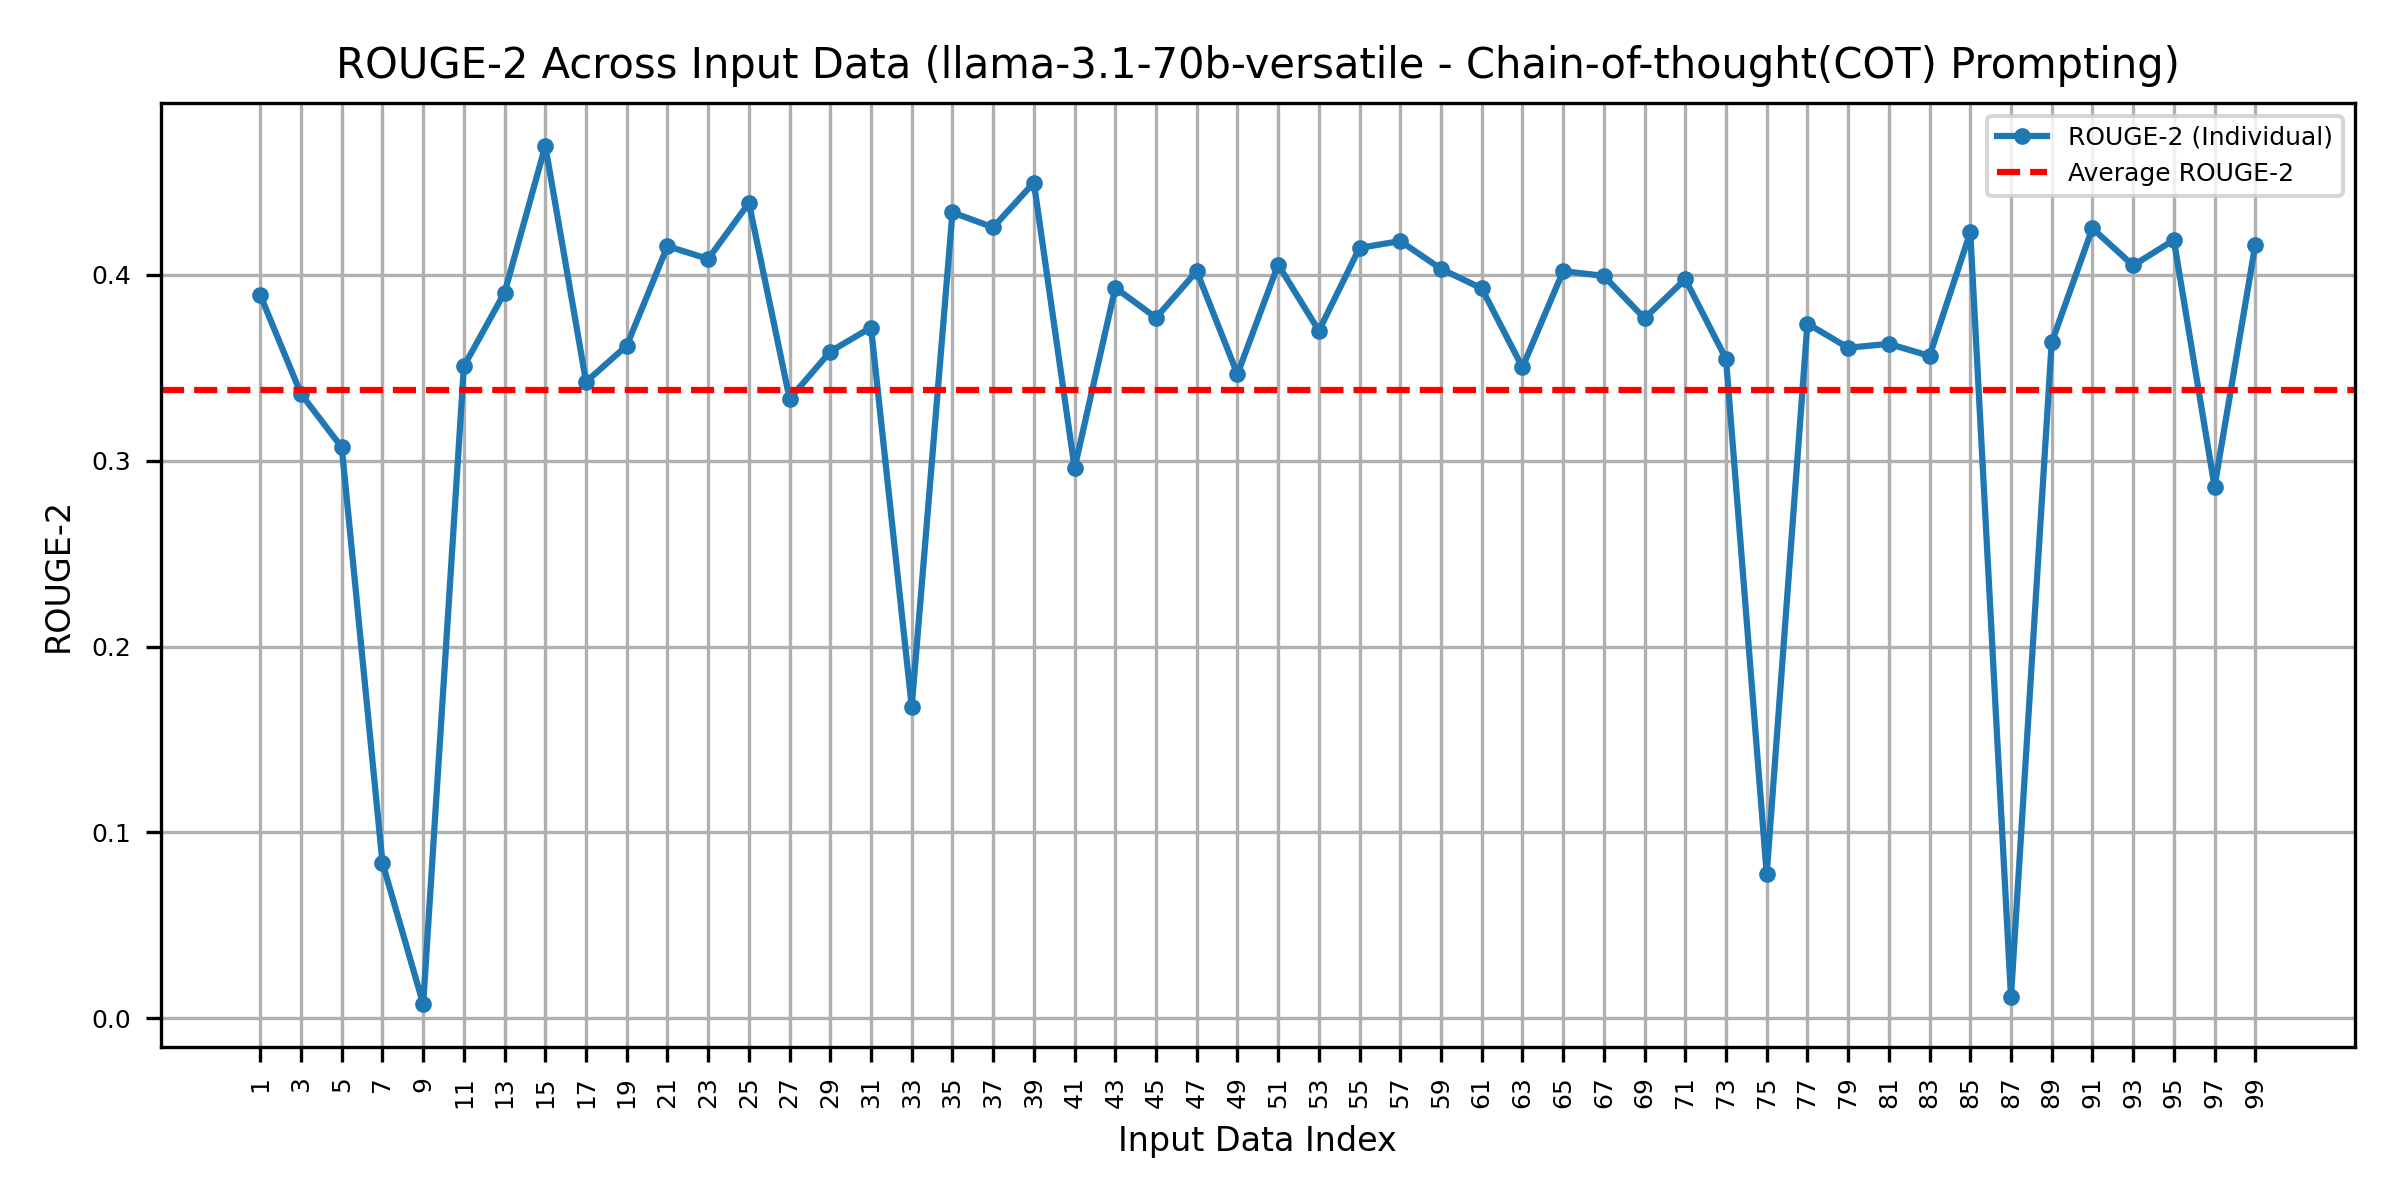 ROUGE-2 Across Input Data (llama-3.1-70b-versatile - Chain-of-thought(COT) Prompting)
ROUGE-2 (Individual)
Average ROUGE-2
ROUGE-2
0.4
0.3
0.2
0.1
0.0
1 3 5 7 9 11 13 15 17 19 21 23 25 27 29 31 33 35 37 39 41 43 45 47 49 51 53 55 57 59 61 63 65 67 69 71 73 75 77 79 81 83 85 87 89 91 93 95 97 99
Input Data Index